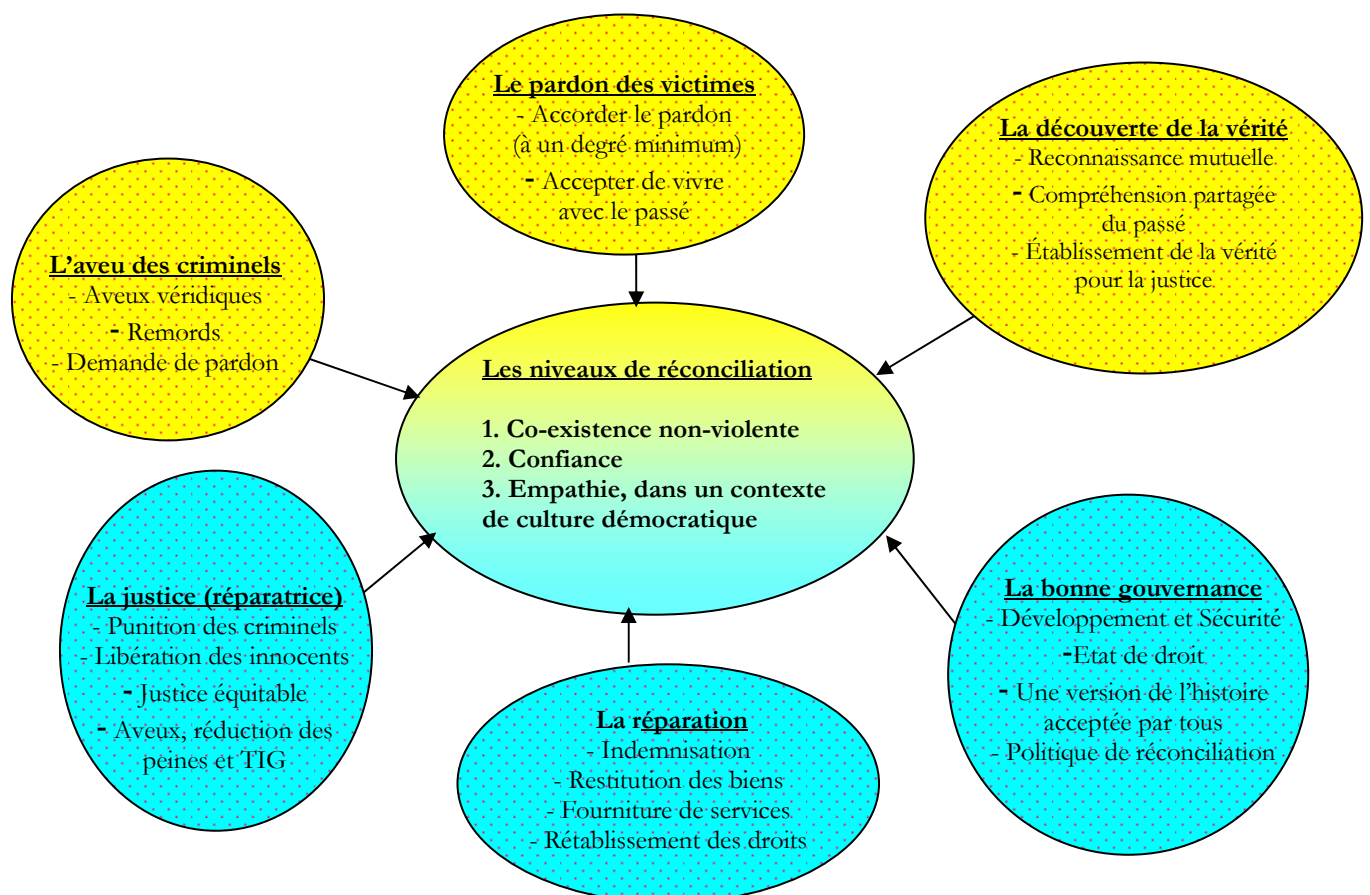 Le pardon des victimes
- Accorder le pardon
(à un degré minimum)
- Accepter de vivre
avec le passé
La découverte de la vérité
- Reconnaissance mutuelle
- Compréhension partagée
du passé
- Établissement de la vérité
pour la justice
L'aveu des criminels
- Aveux véridiques
- Remords
- Demande de pardon
Les niveaux de réconciliation
1. Co-existence non-violente
2. Confiance
3. Empathie, dans un contexte
de culture démocratique
La justice (réparatrice)
- Punition des criminels
- Libération des innocents
- Justice équitable
- Aveux, réduction des
peines et TIG
La réparation
- Indemnisation
- Restitution des biens
- Fourniture de services
- Rétablissement des droits
La bonne gouvernance
- Développement et Sécurité
-Etat de droit
- Une version de l'histoire
acceptée par tous
- Politique de réconciliation